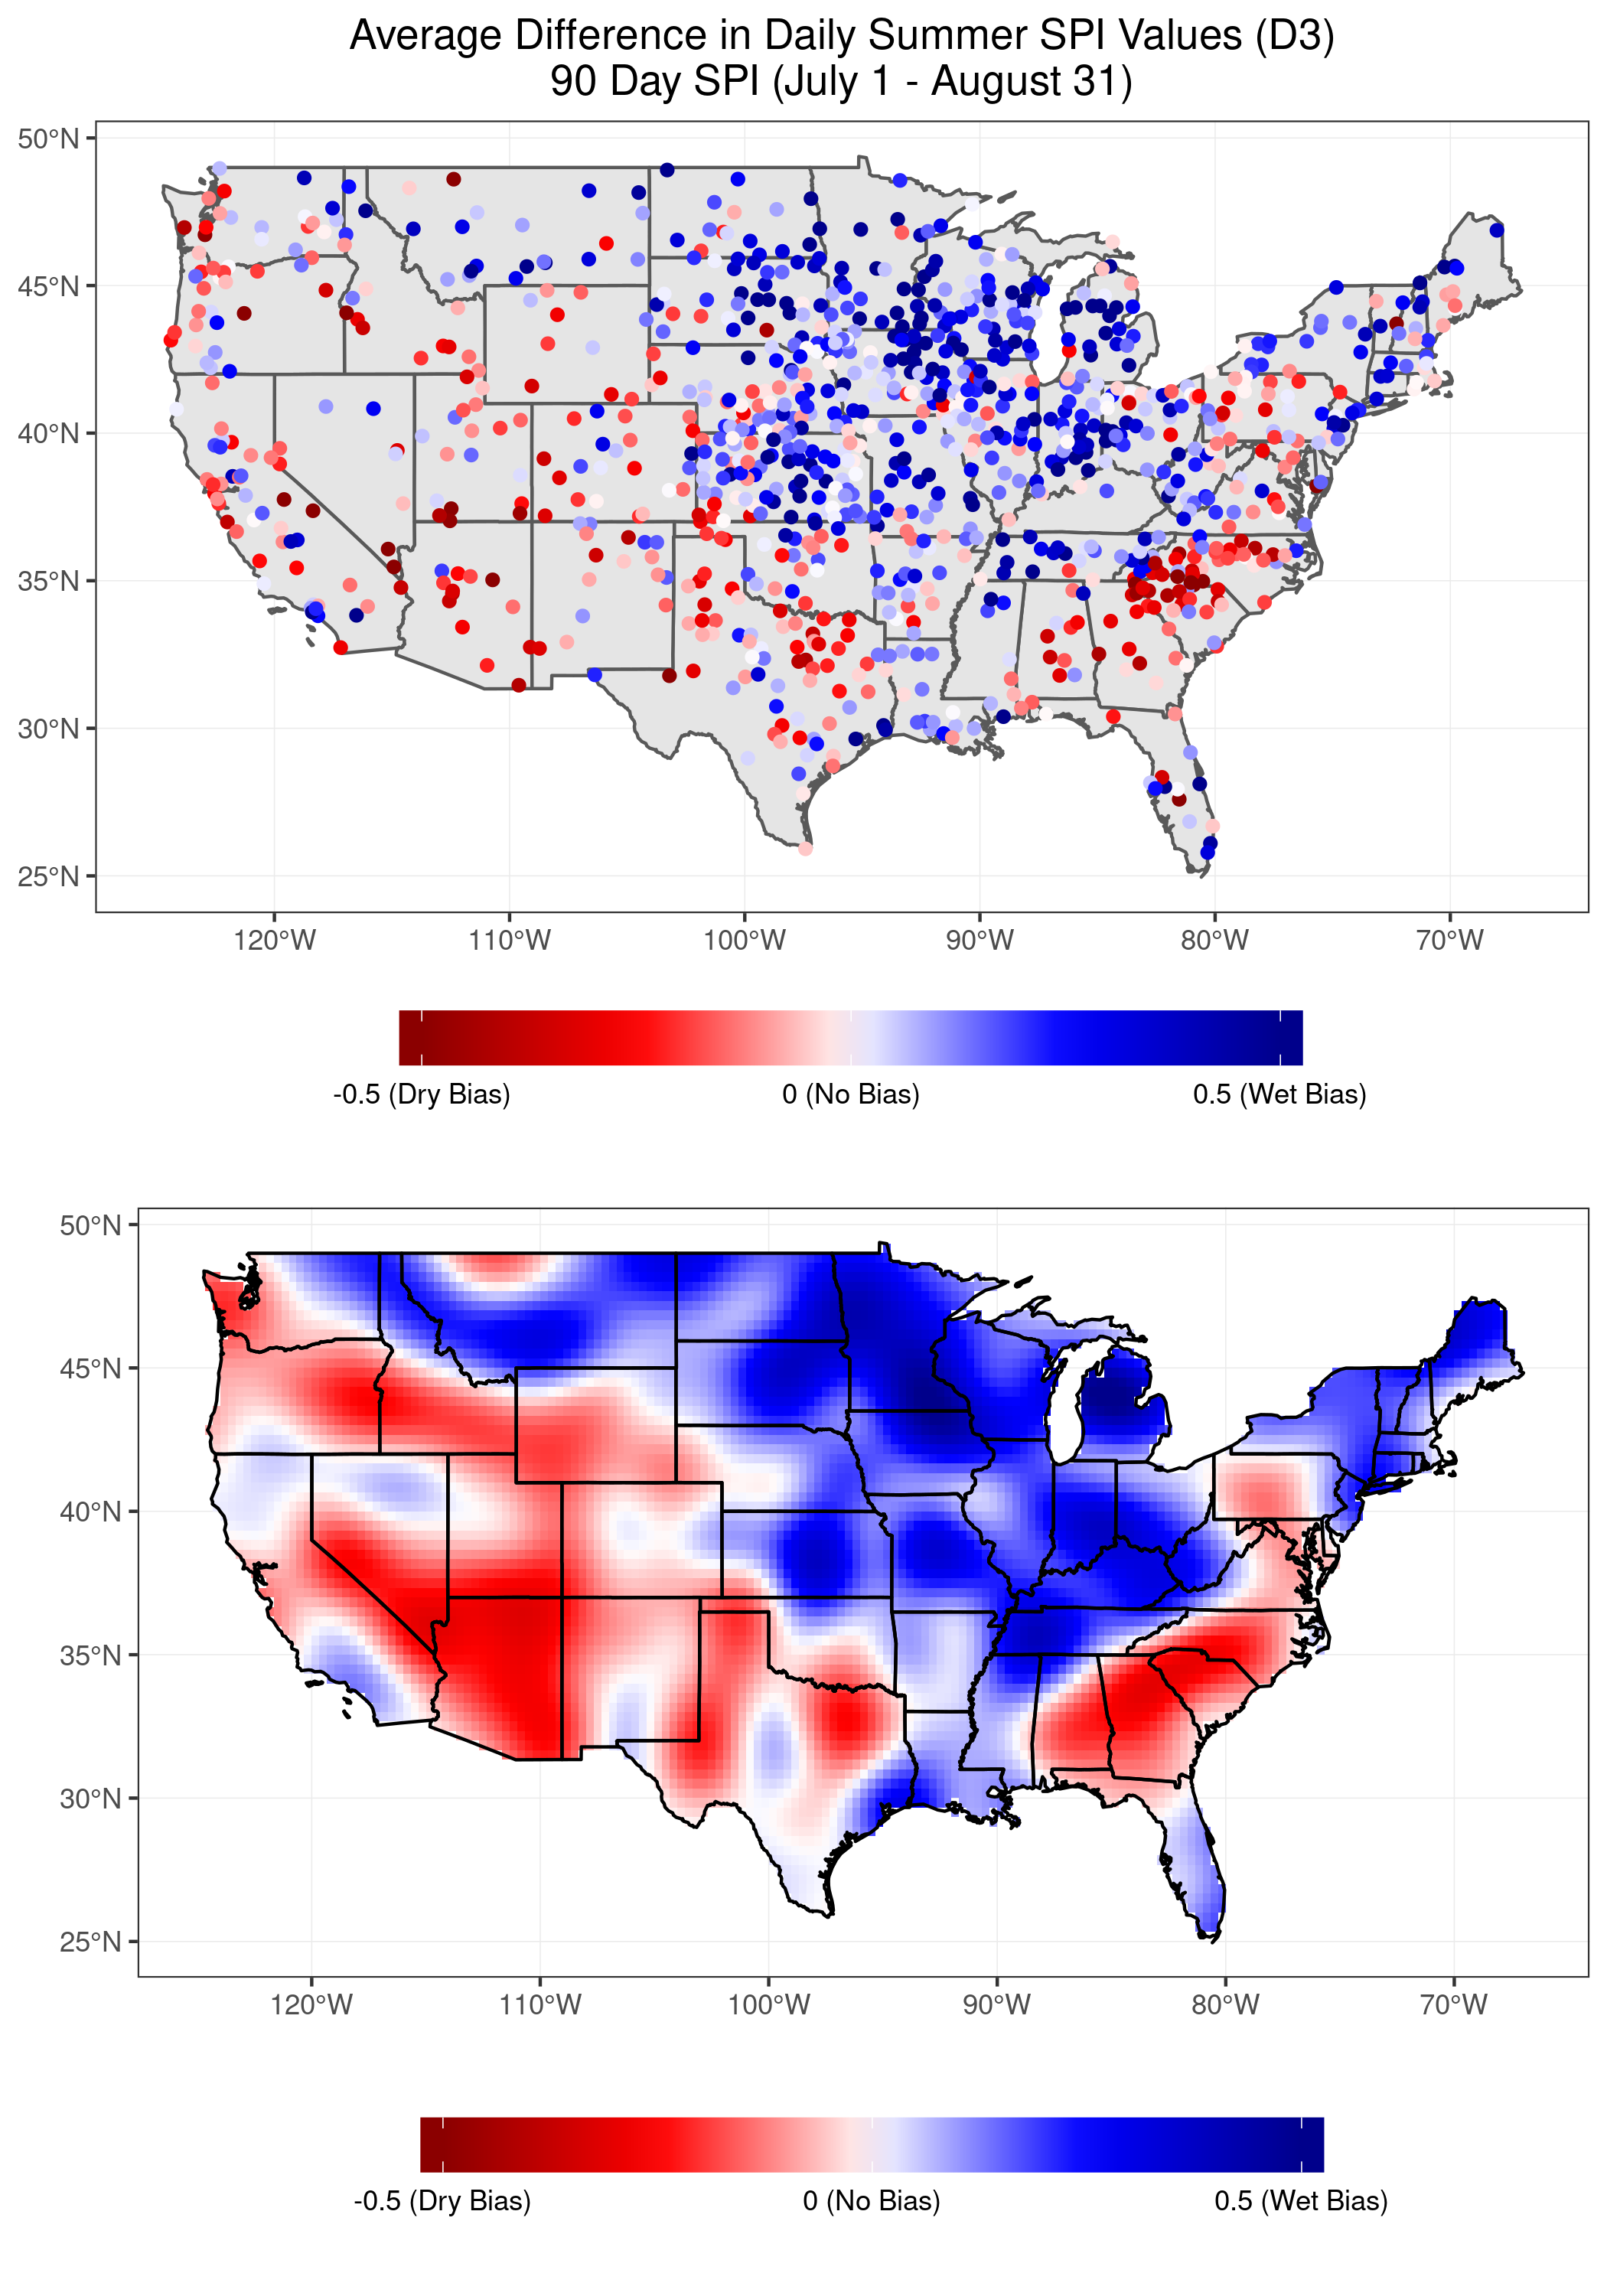 Average Difference in Daily Summer SPI Values (D3)
90 Day SPI (July 1 - August 31)
50°N
45°N
40°N
35°N
30°N
25°N
120°W 110°W 100°W 90°W 80°W 70°W
-0.5 (Dry Bias) 0 (No Bias) 0.5 (Wet Bias)
50°N
45°N
40°N
35°N
30°N
25°N
120°W 110°W 100°W 90°W 80°W 70°W
-0.5 (Dry Bias) 0 (No Bias) 0.5 (Wet Bias)